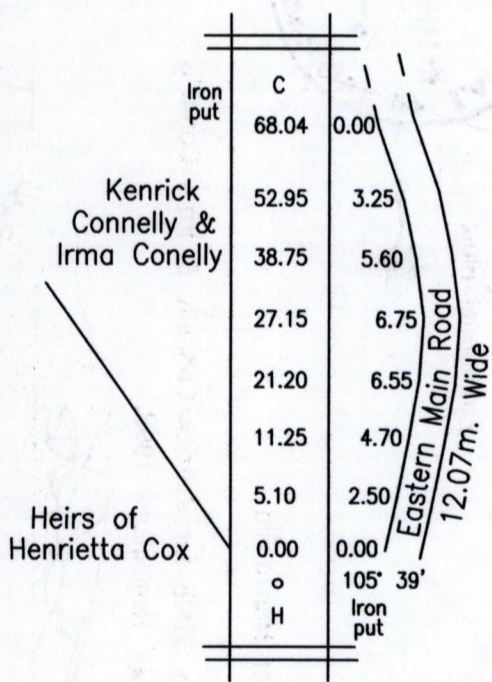 C
Iron
put
68.04 0.00
Kenrick
Connelly &
Irma Conelly
52.95 3.25
38.75 5.60
27.15 6.75
21.20 6.55
11.25 4.70
5.10 2.50
Eastern Main Road
12.07m. Wide
Heirs of
Henrietta Cox
0.00 0.00
o 105° 39'
H
Iron
put